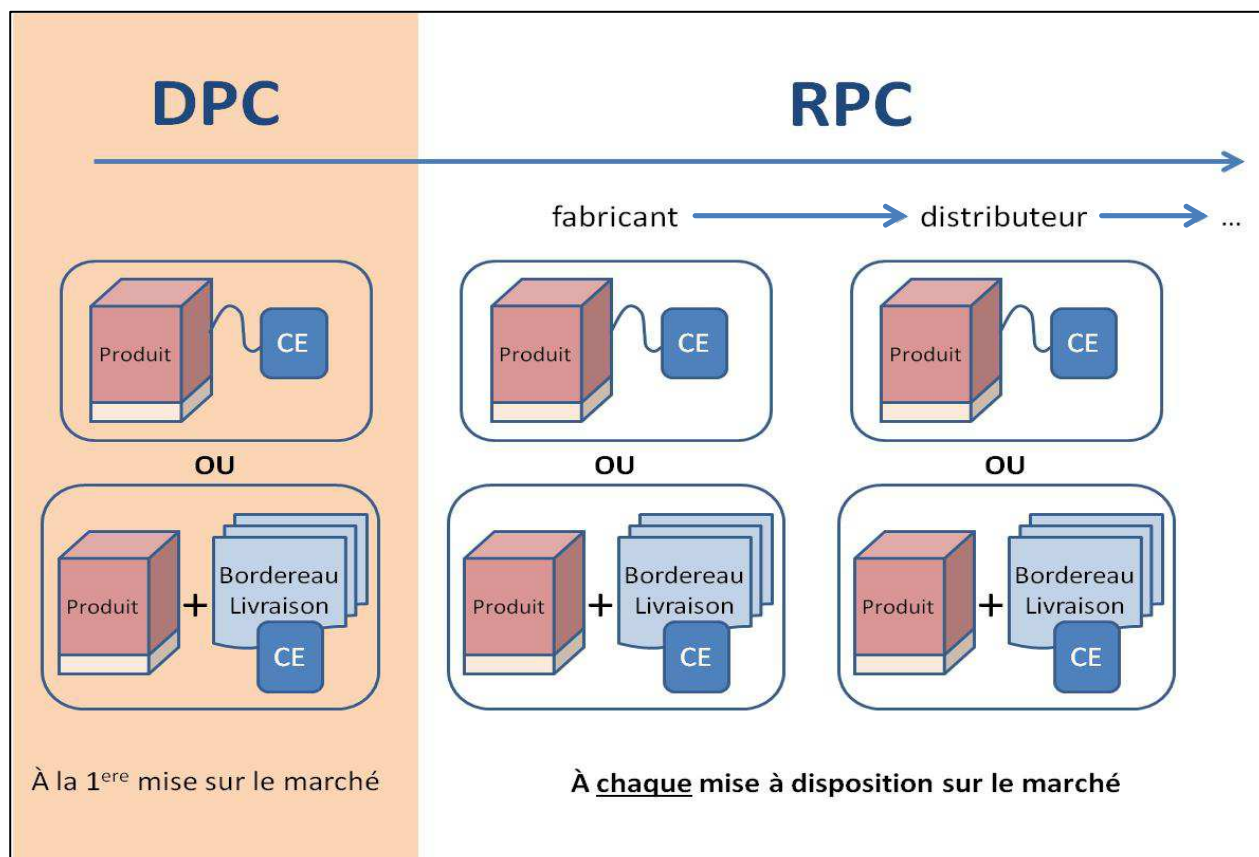 DPC
RPC
fabricant
distributeur
...
Produit
CE
Produit
CE
Produit
CE
OU
OU
OU
Produit
+
Bordereau
Livraison
CE
Produit
+
Bordereau
Livraison
CE
Produit
+
Bordereau
Livraison
CE
À la 1ere mise sur le marché
À chaque mise à disposition sur le marché